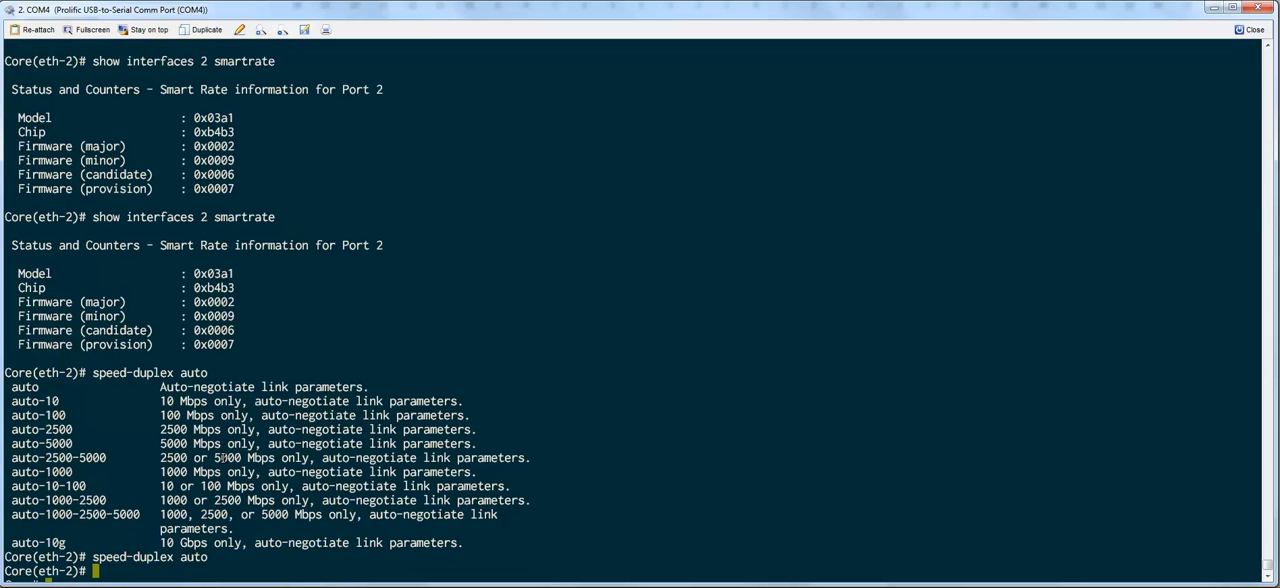 2. COM4 (Prolific USB-to-Serial Comm Port (COM4))
Re-attach Fullscreen Stay on top Duplicate Close
Core(eth-2)# show interfaces 2 smartrate
Status and Counters - Smart Rate information for Port 2
Model : 0x03a1
Chip : 0xb4b3
Firmware (major) : 0x0002
Firmware (minor) : 0x0009
Firmware (candidate) : 0x0006
Firmware (provision) : 0x0007
Core(eth-2)# show interfaces 2 smartrate
Status and Counters - Smart Rate information for Port 2
Model : 0x03a1
Chip : 0xb4b3
Firmware (major) : 0x0002
Firmware (minor) : 0x0009
Firmware (candidate) : 0x0006
Firmware (provision) : 0x0007
Core(eth-2)# speed-duplex auto
auto Auto-negotiate link parameters.
auto-10 10 Mbps only, auto-negotiate link parameters.
auto-100 100 Mbps only, auto-negotiate link parameters.
auto-2500 2500 Mbps only, auto-negotiate link parameters.
auto-5000 5000 Mbps only, auto-negotiate link parameters.
auto-2500-5000 2500 or 5000 Mbps only, auto-negotiate link parameters.
auto-1000 1000 Mbps only, auto-negotiate link parameters.
auto-10-100 10 or 100 Mbps only, auto-negotiate link parameters.
auto-1000-2500 1000 or 2500 Mbps only, auto-negotiate link parameters.
auto-1000-2500-5000 1000, 2500, or 5000 Mbps only, auto-negotiate link
parameters.
auto-10g 10 Gbps only, auto-negotiate link parameters.
Core(eth-2)# speed-duplex auto
Core(eth-2)#